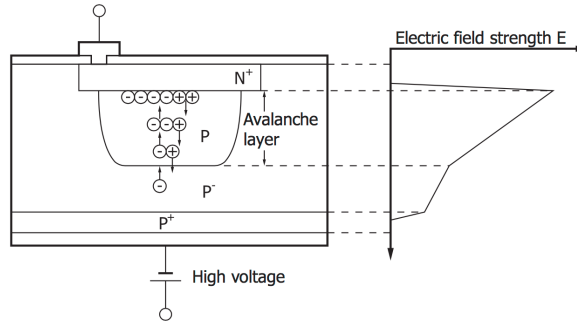 Electric field strength E
N⁺
Avalanche
layer
P
P⁻
P⁺
High voltage